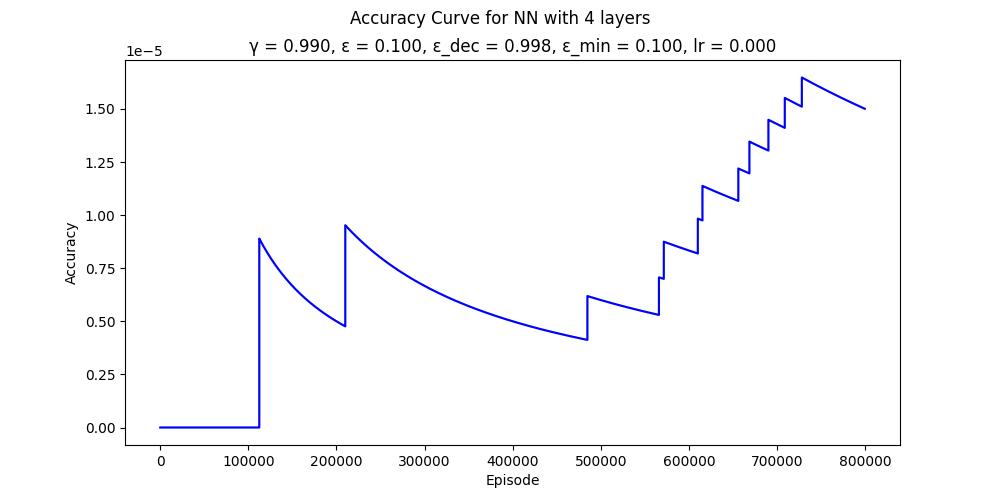 Accuracy Curve for NN with 4 layers
γ = 0.990, ε = 0.100, ε_dec = 0.998, ε_min = 0.100, lr = 0.000
1e−5
1.50
1.25
1.00
0.75
0.50
0.25
0.00
Accuracy
0 100000 200000 300000 400000 500000 600000 700000 800000
Episode